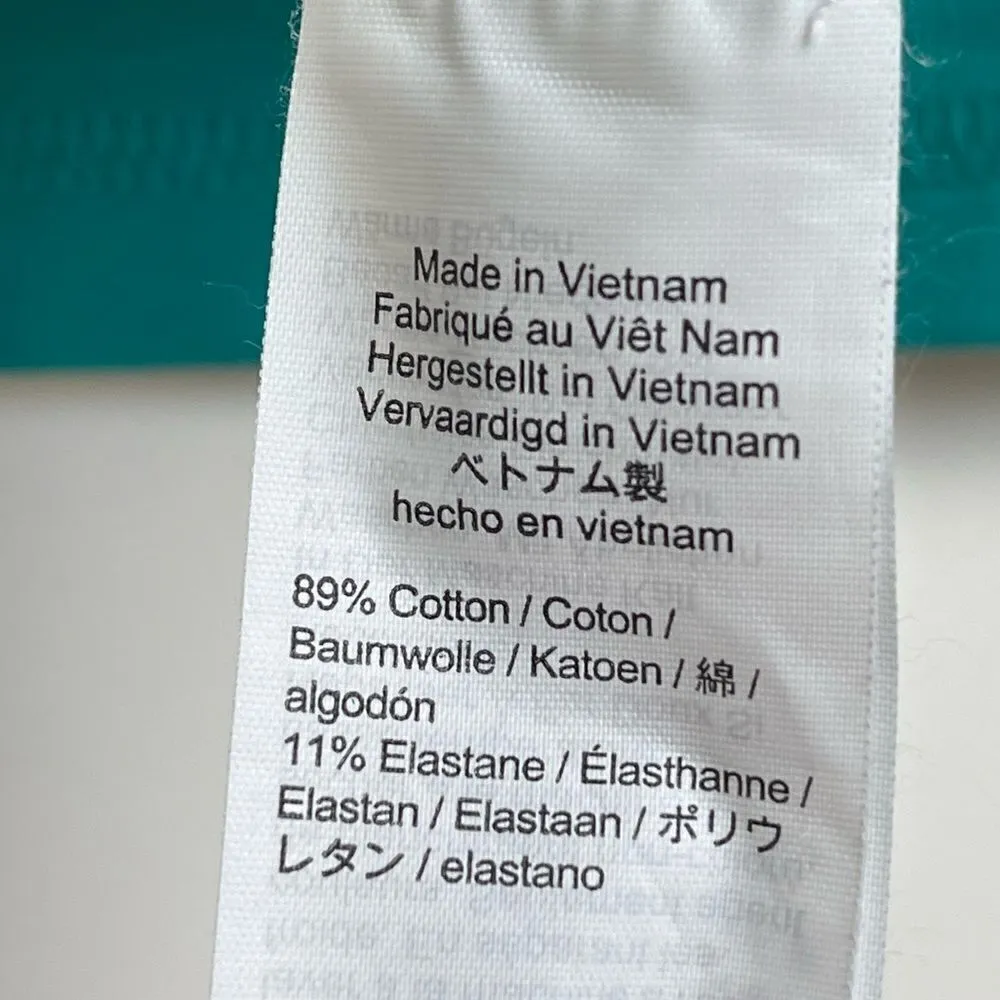 Made in Vietnam
Fabriqué au Viêt Nam
Hergestellt in Vietnam
Vervaardigd in Vietnam
ベトナム製
hecho en vietnam
89% Cotton / Coton /
Baumwolle / Katoen / 綿 /
algodón
11% Elastane / Élasthanne /
Elastan / Elastaan / ポリウ
レタン / elastano